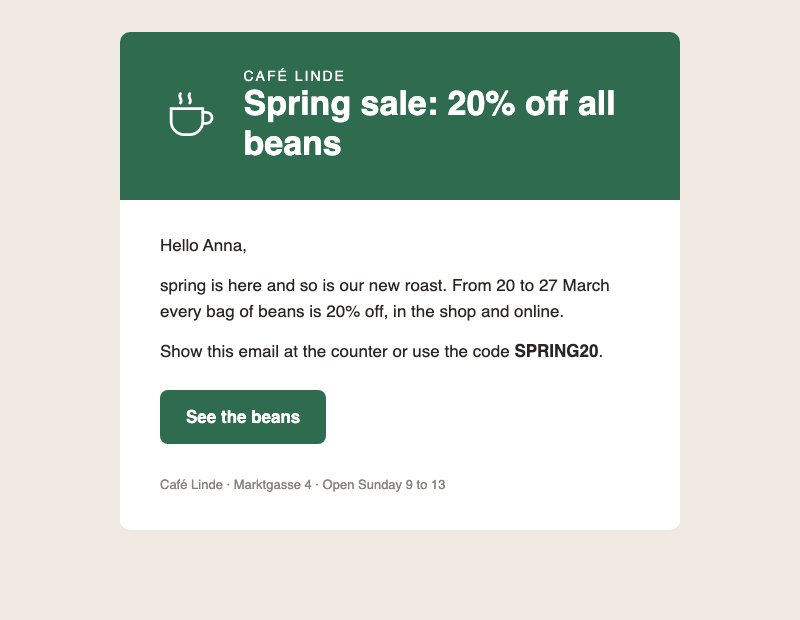 CAFÉ LINDE
Spring sale: 20% off all
beans
Hello Anna,
spring is here and so is our new roast. From 20 to 27 March
every bag of beans is 20% off, in the shop and online.
Show this email at the counter or use the code SPRING20.
See the beans
Café Linde · Marktgasse 4 · Open Sunday 9 to 13